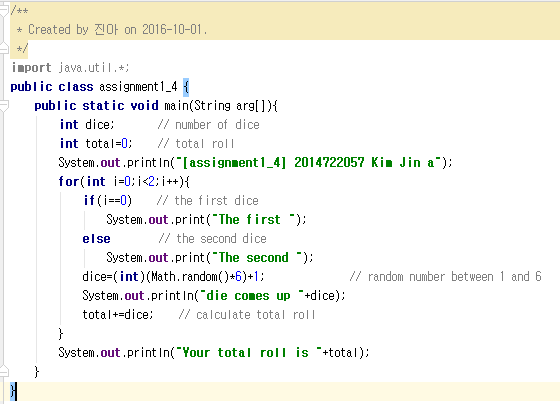 /**
 * Created by 진아 on 2016-10-01.
 */
import java.util.*;
public class assignment1_4 {
    public static void main(String arg[]){
        int dice;       // number of dice
        int total=0;    // total roll
        System.out.println("[assignment1_4] 2014722057 Kim Jin a");
        for(int i=0;i<2;i++){
            if(i==0)    // the first dice
                System.out.print("The first ");
            else        // the second dice
                System.out.print("The second ");
            dice=(int)(Math.random()*6)+1;              // random number between 1 and 6
            System.out.println("die comes up "+dice);
            total+=dice;    // calculate total roll
        }
        System.out.println("Your total roll is "+total);
    }
}